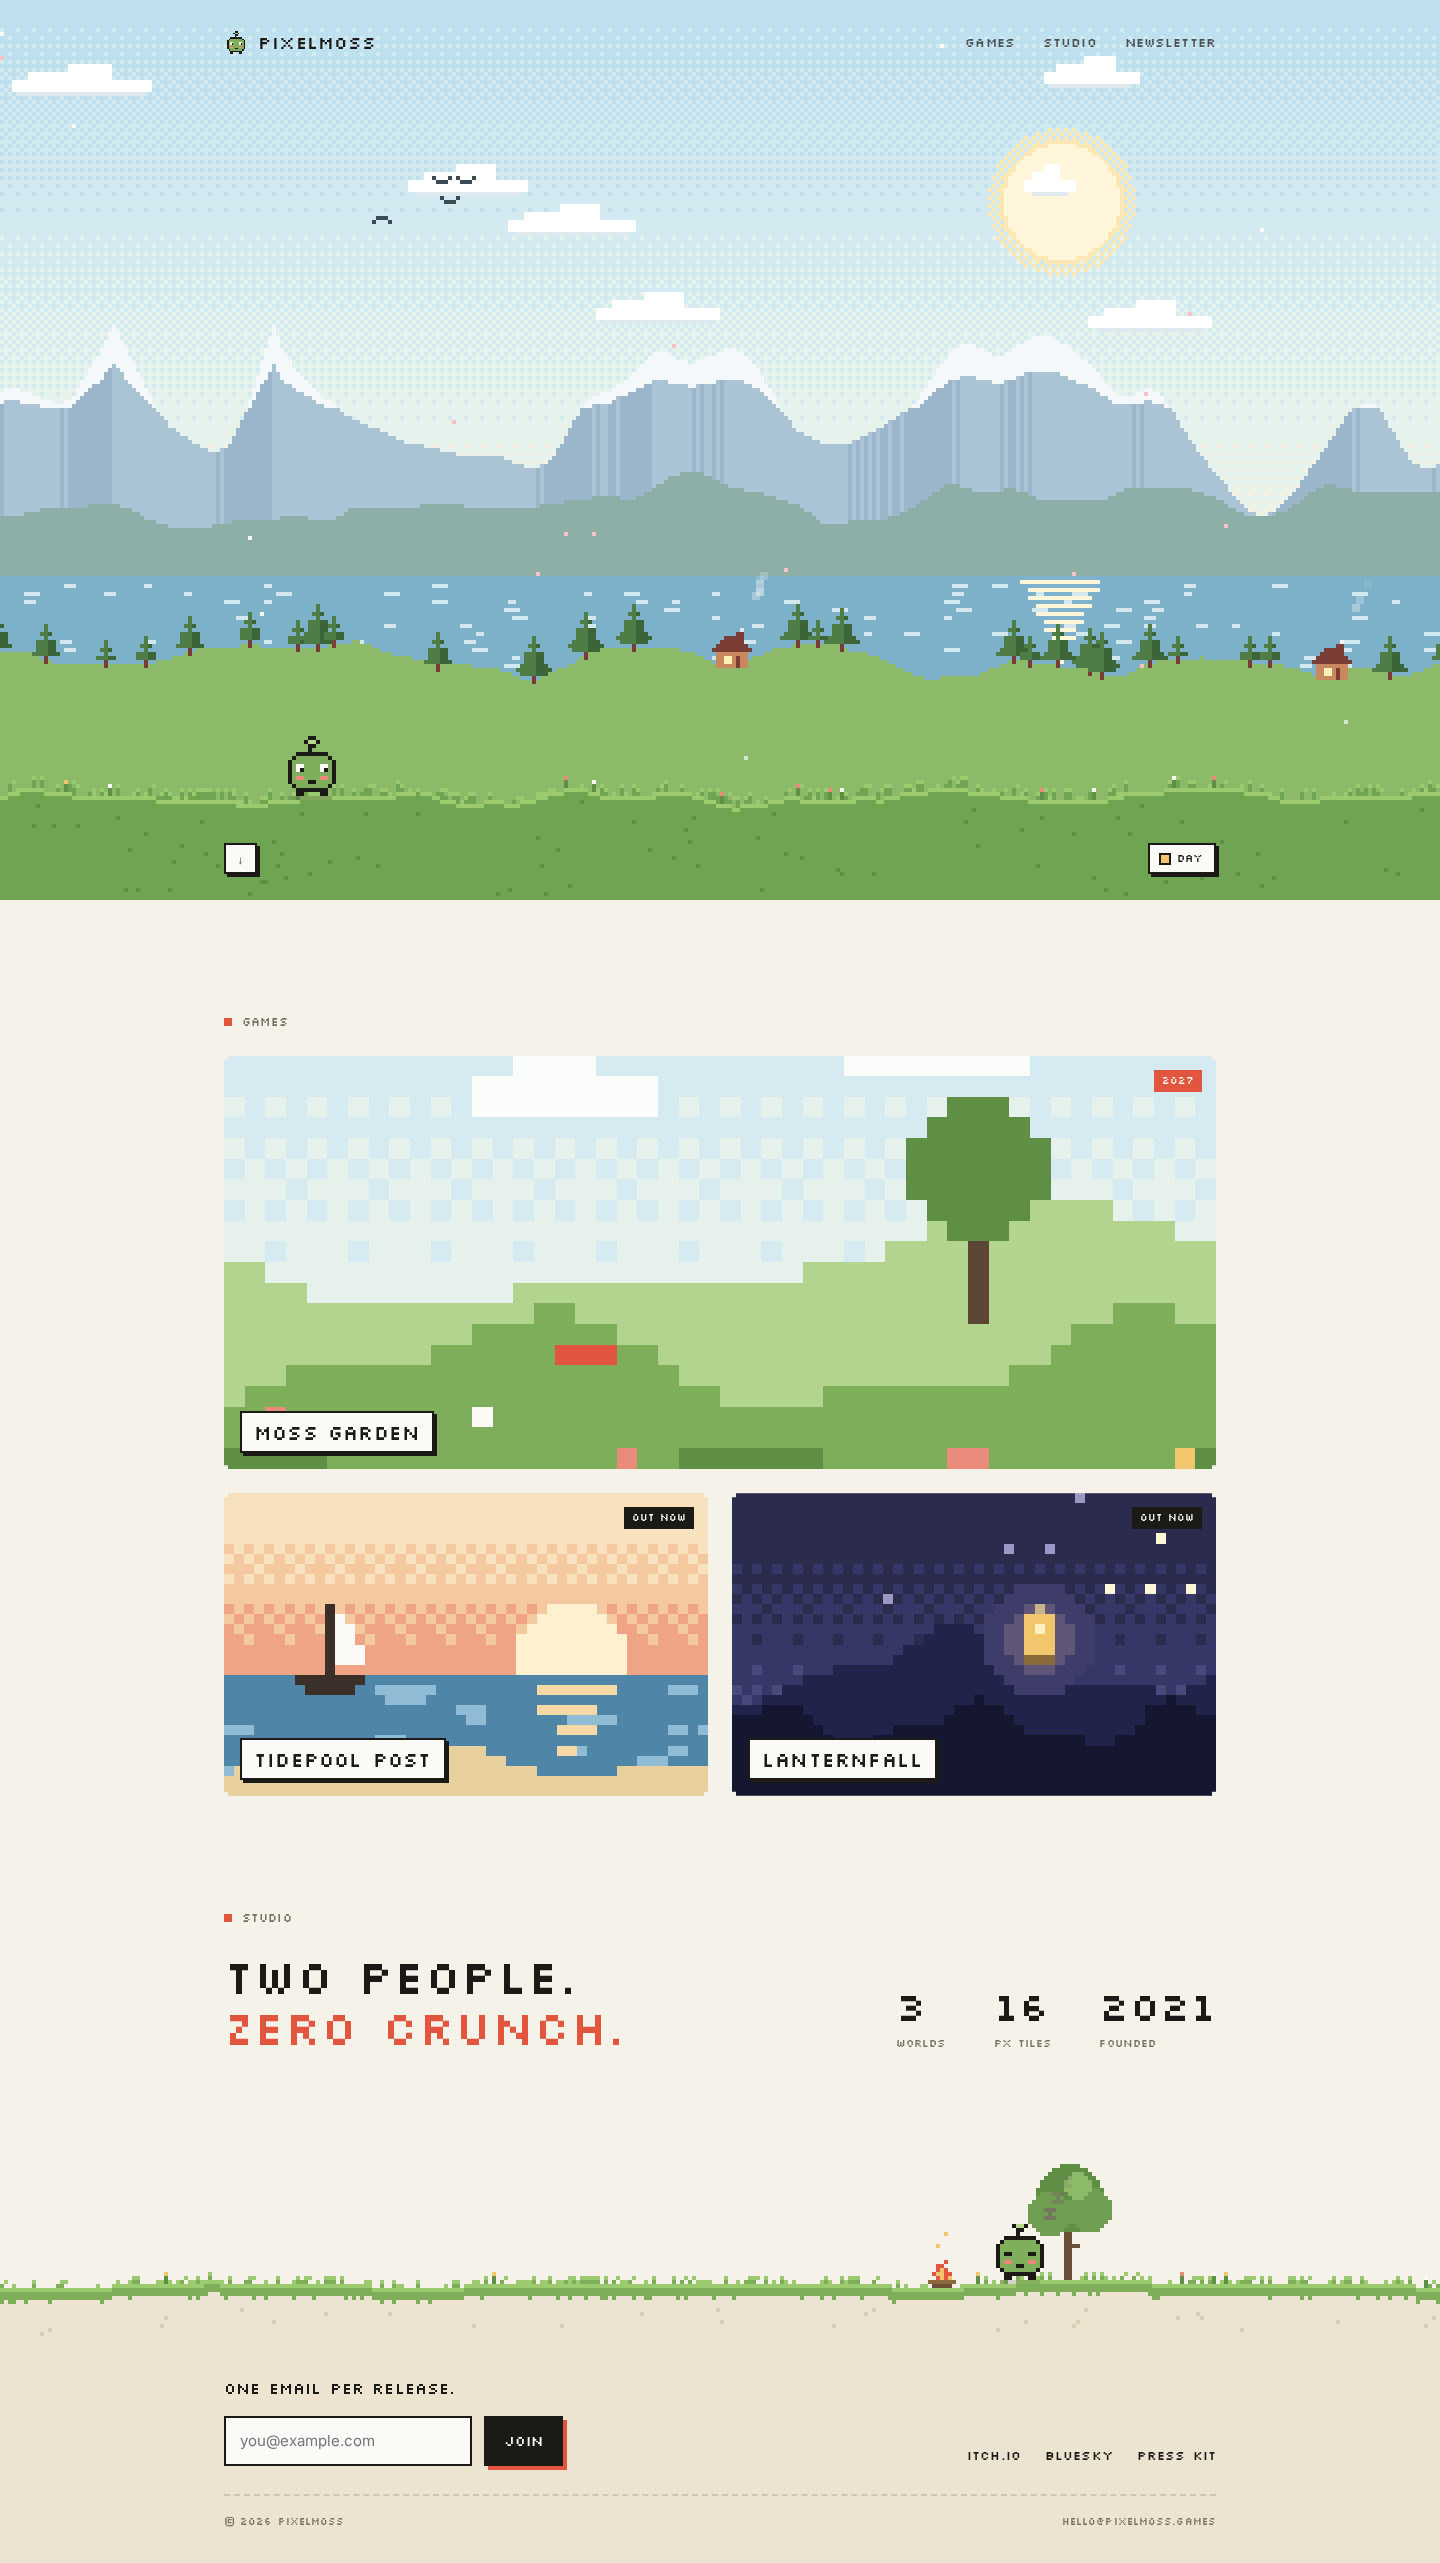 PIXELMOSS
GAMES STUDIO NEWSLETTER
↓
DAY
GAMES
2027
MOSS GARDEN
OUT NOW
OUT NOW
TIDEPOOL POST
LANTERNFALL
STUDIO
TWO PEOPLE.
ZERO CRUNCH.
3 16 2021
WORLDS PX TILES FOUNDED
ONE EMAIL PER RELEASE.
you@example.com
JOIN
ITCH.IO BLUESKY PRESS KIT
© 2026 PIXELMOSS
HELLO@PIXELMOSS.GAMES